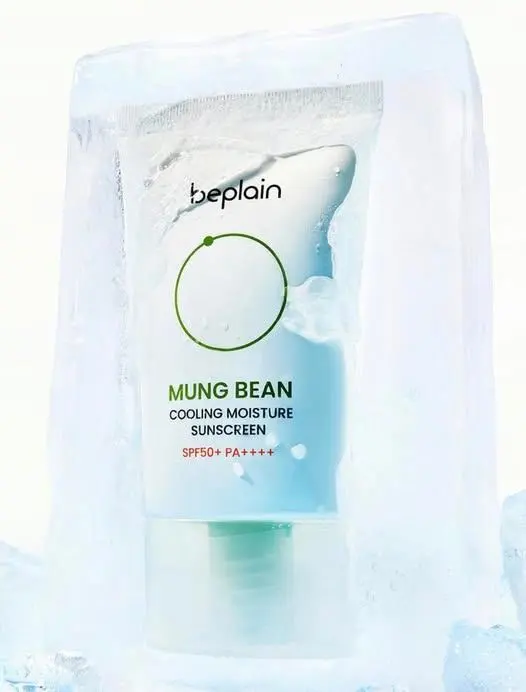 beplain
MUNG BEAN
COOLING MOISTURE
SUNSCREEN
SPF50+ PA++++